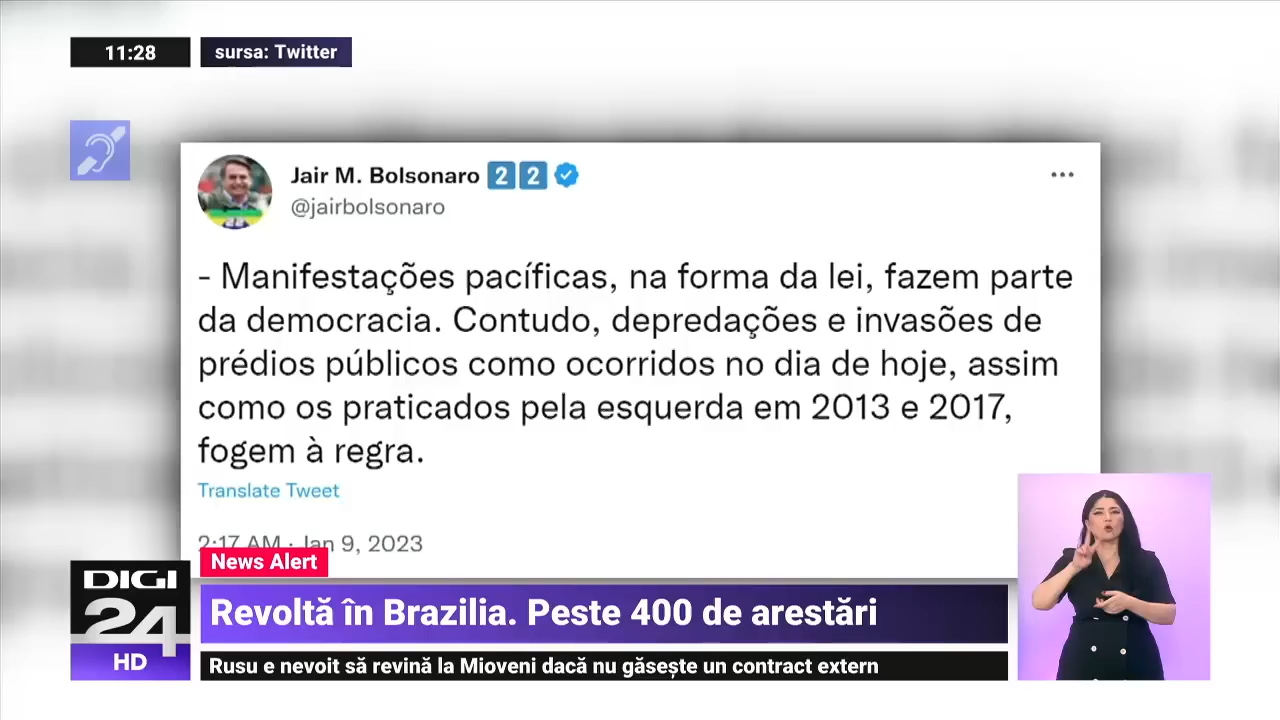 11:28
sursa: Twitter
Jair M. Bolsonaro 2 2
@jairbolsonaro
- Manifestações pacíficas, na forma da lei, fazem parte
da democracia. Contudo, depredações e invasões de
prédios públicos como ocorridos no dia de hoje, assim
como os praticados pela esquerda em 2013 e 2017,
fogem à regra.
Translate Tweet
2:17 AM · Jan 9, 2023
News Alert
DIGI
24
HD
Revoltă în Brazilia. Peste 400 de arestări
Rusu e nevoit să revină la Mioveni dacă nu găsește un contract extern